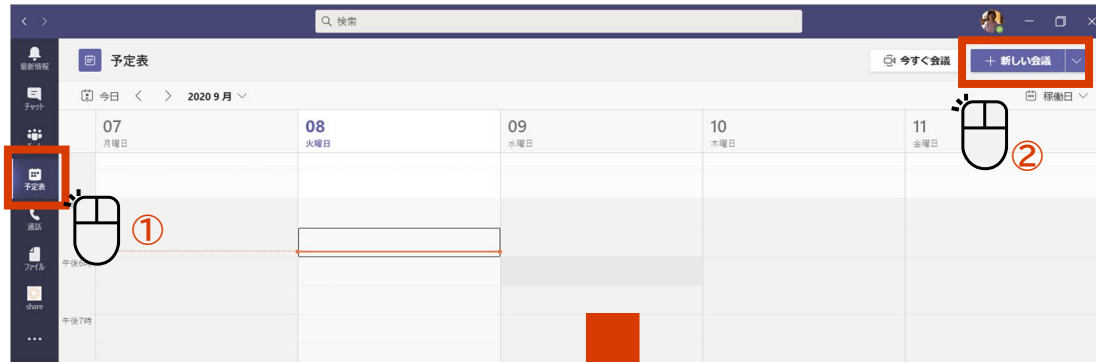 検索
最新情報
予定表
今すぐ会議
+ 新しい会議
チャット
今日
2020 9 月
稼働日
07
月曜日
08
火曜日
09
水曜日
10
木曜日
11
金曜日
②
予定表
①
通話
ファイル
share
午後7時